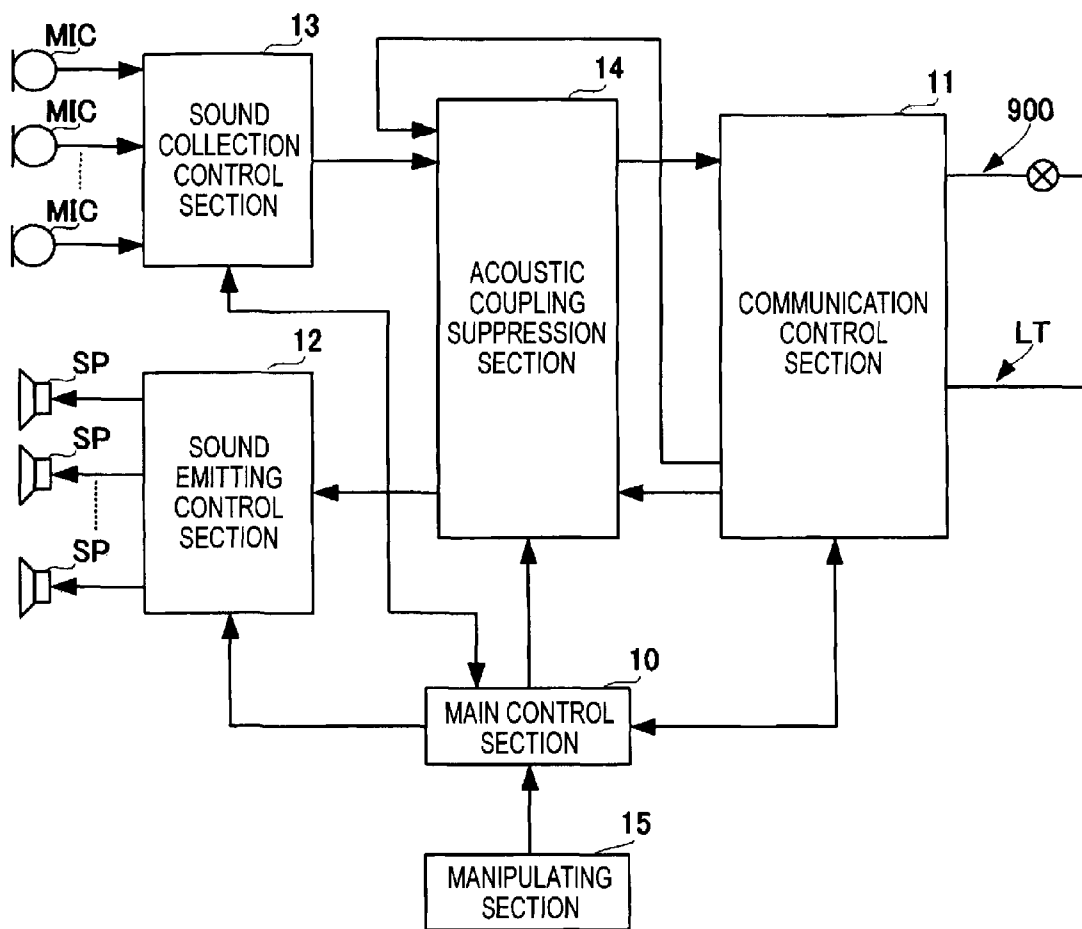 13
MIC
MIC
MIC
SOUND
COLLECTION
CONTROL
SECTION
14
ACOUSTIC
COUPLING
SUPPRESSION
SECTION
11
COMMUNICATION
CONTROL
SECTION
900
LT
12
SP
SP
SP
SOUND
EMITTING
CONTROL
SECTION
10
MAIN CONTROL
SECTION
15
MANIPULATING
SECTION